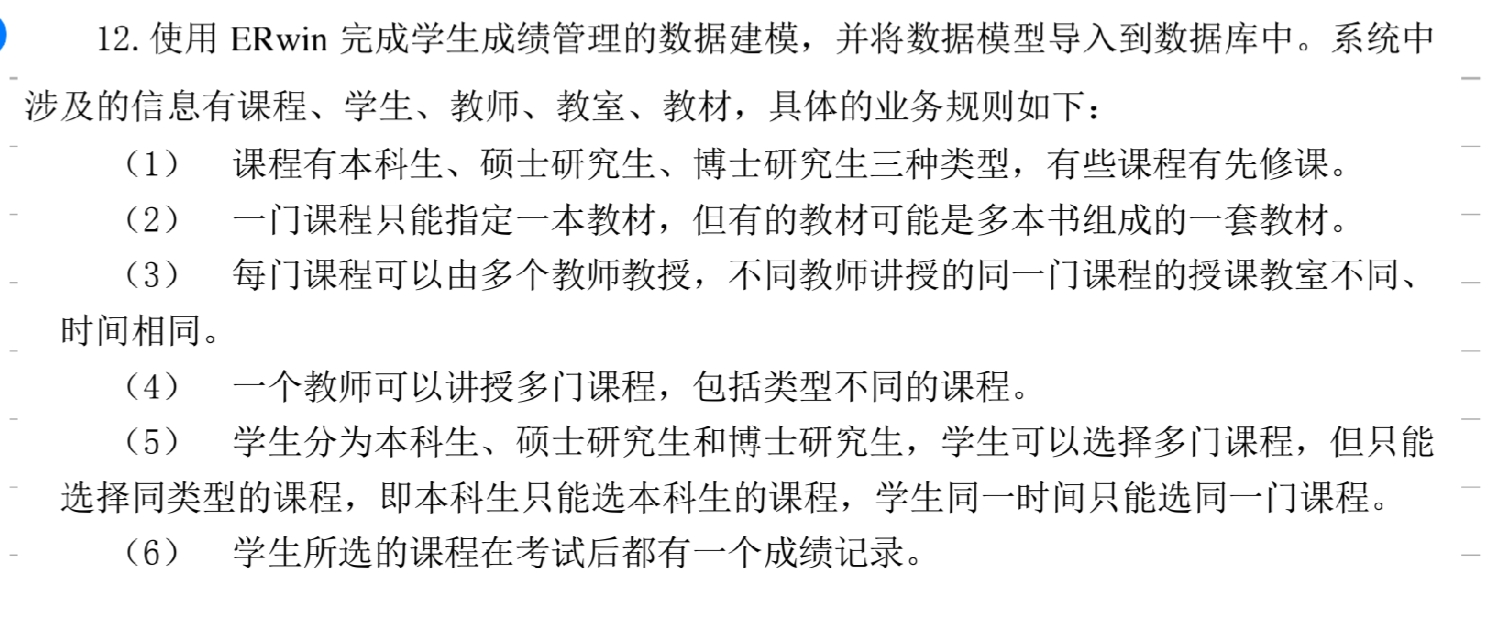 12. 使用 ERwin 完成学生成绩管理的数据建模，并将数据模型导入到数据库中。系统中
涉及的信息有课程、学生、教师、教室、教材，具体的业务规则如下：
（1） 课程有本科生、硕士研究生、博士研究生三种类型，有些课程有先修课。
（2） 一门课程只能指定一本教材，但有的教材可能是多本书组成的一套教材。
（3） 每门课程可以由多个教师教授，不同教师讲授的同一门课程的授课教室不同、
时间相同。
（4） 一个教师可以讲授多门课程，包括类型不同的课程。
（5） 学生分为本科生、硕士研究生和博士研究生，学生可以选择多门课程，但只能
选择同类型的课程，即本科生只能选本科生的课程，学生同一时间只能选同一门课程。
（6） 学生所选的课程在考试后都有一个成绩记录。